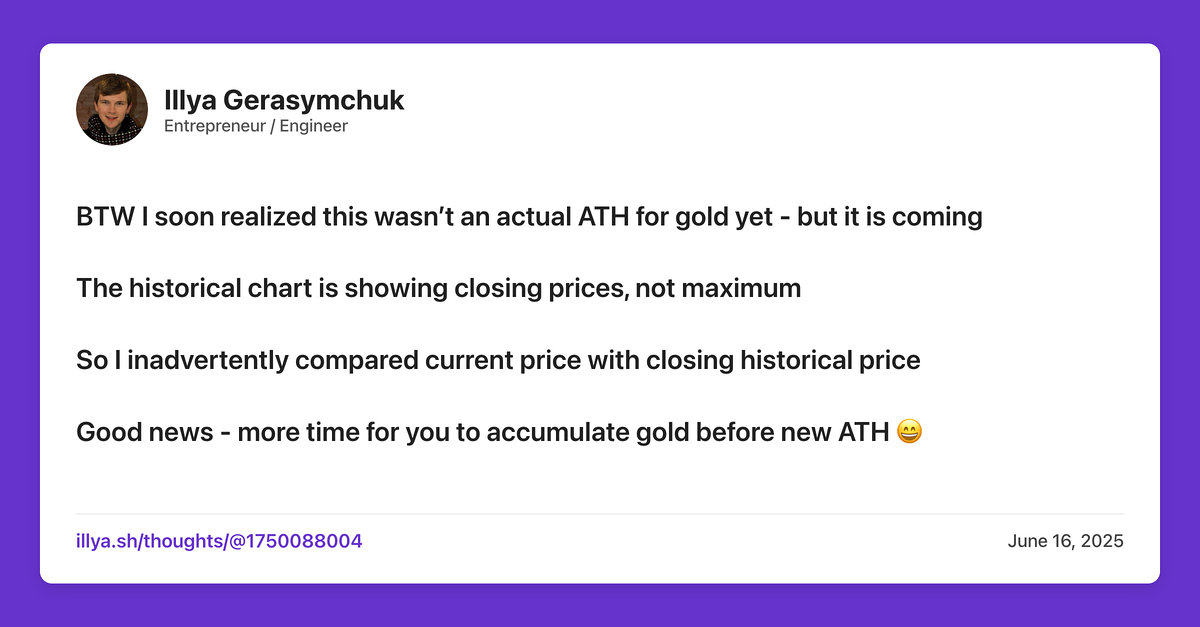 Illya Gerasymchuk
Entrepreneur / Engineer
BTW I soon realized this wasn’t an actual ATH for gold yet - but it is coming
The historical chart is showing closing prices, not maximum
So I inadvertently compared current price with closing historical price
Good news - more time for you to accumulate gold before new ATH 😄
illya.sh/thoughts/@1750088004
June 16, 2025